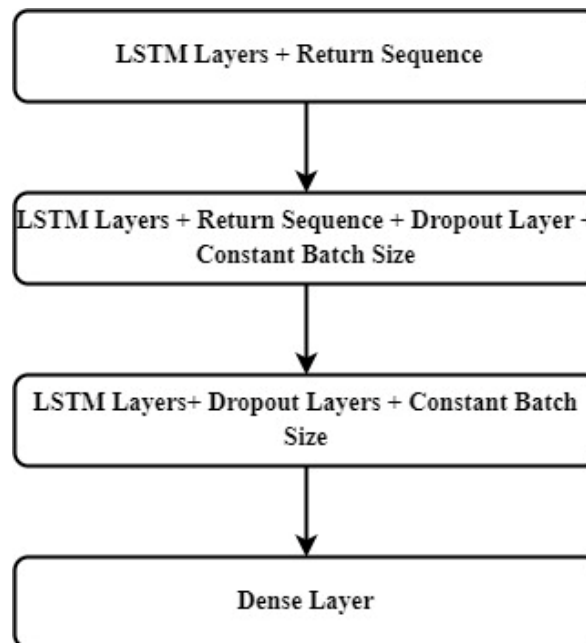 LSTM Layers + Return Sequence
LSTM Layers + Return Sequence + Dropout Layer +
Constant Batch Size
LSTM Layers+ Dropout Layers + Constant Batch
Size
Dense Layer